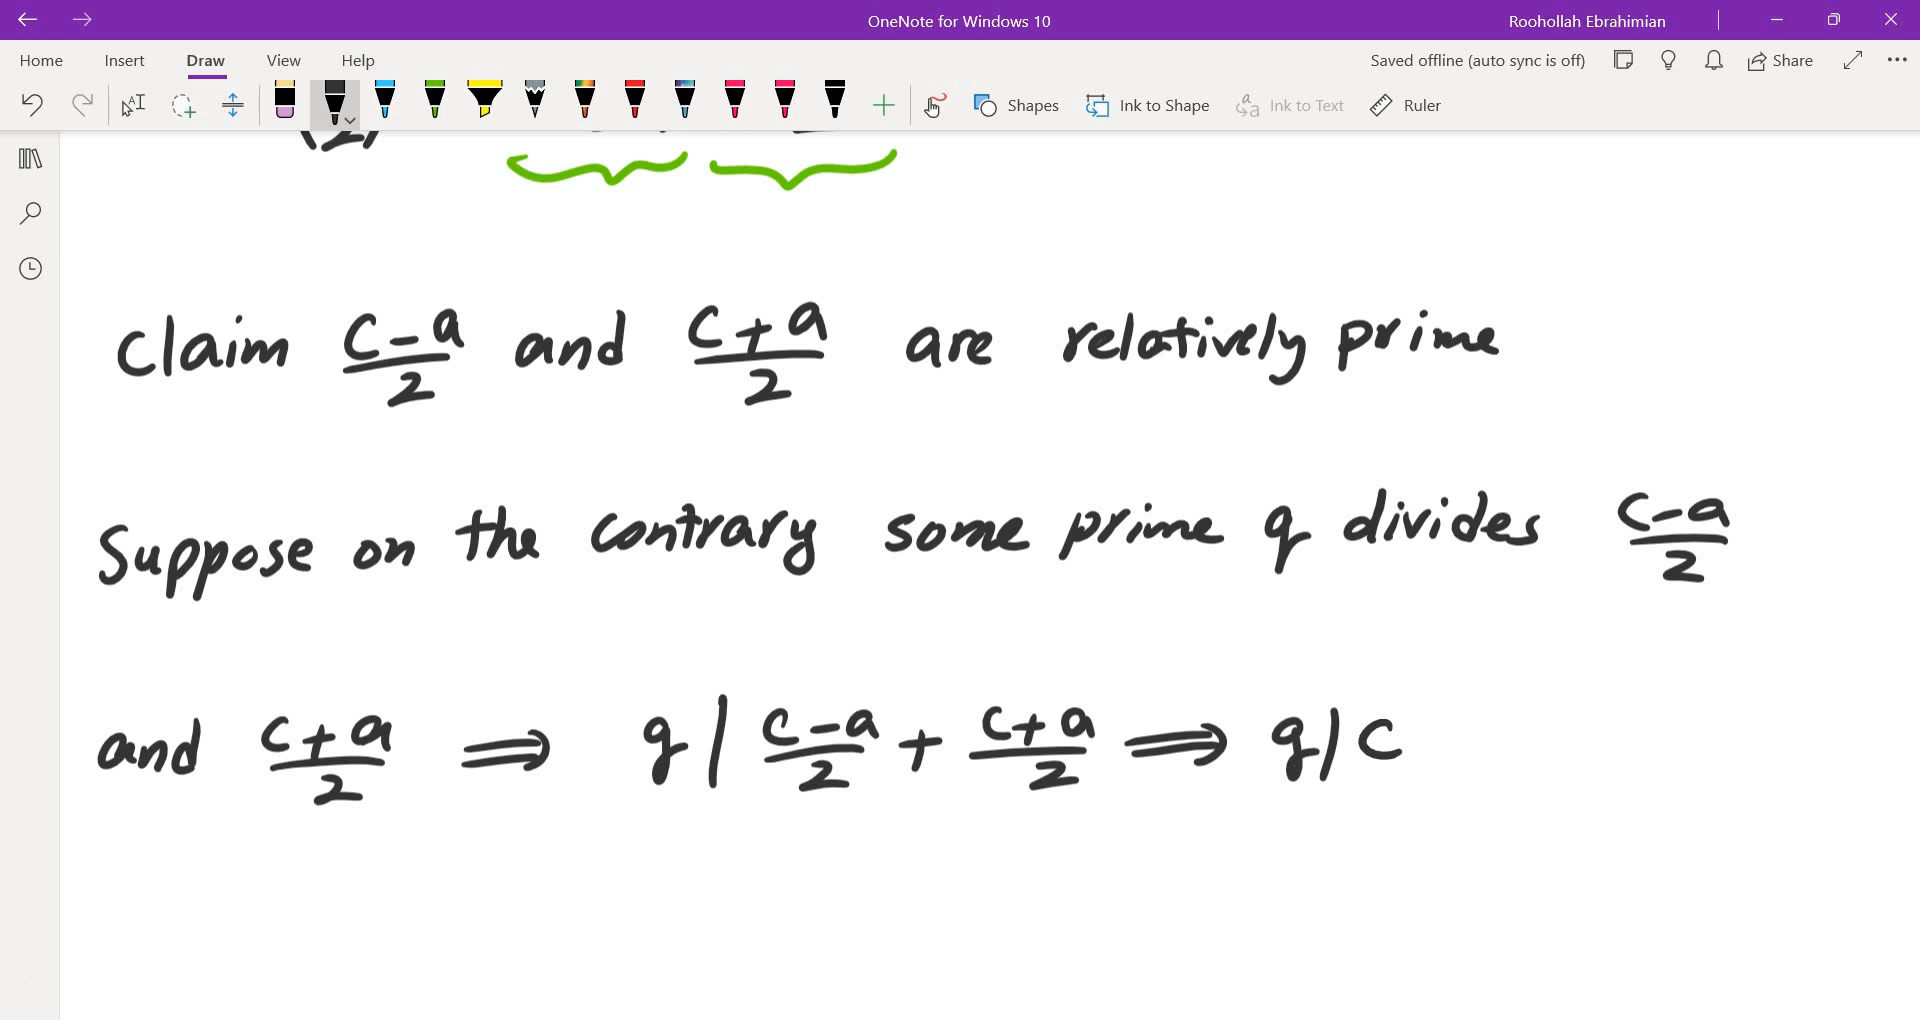 OneNote for Windows 10
Roohollah Ebrahimian
Home Insert Draw View Help
Saved offline (auto sync is off) Share
Shapes Ink to Shape Ink to Text Ruler
(2)
Claim (c-a)/2 and (c+a)/2 are relatively prime
Suppose on the contrary some prime q divides (c-a)/2
and (c+a)/2 ⟹ q | (c-a)/2 + (c+a)/2 ⟹ q | c